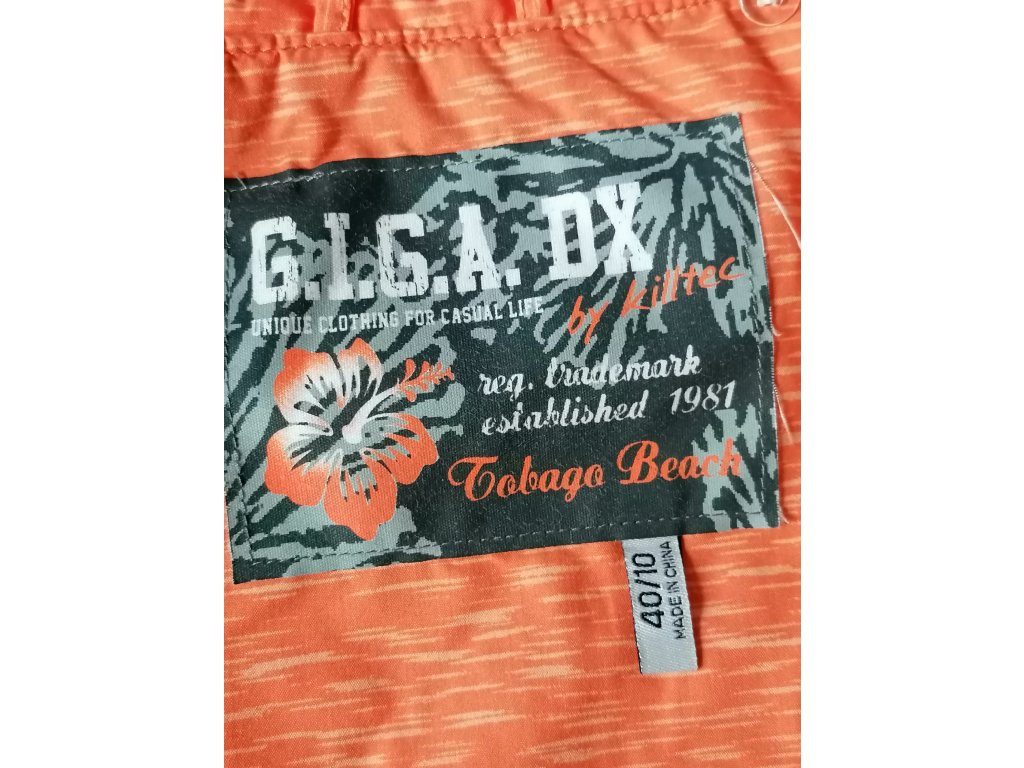 G.I.G.A. DX
by killtec
UNIQUE CLOTHING FOR CASUAL LIFE
reg. trademark
established 1981
Tobago Beach
40/10
MADE IN CHINA